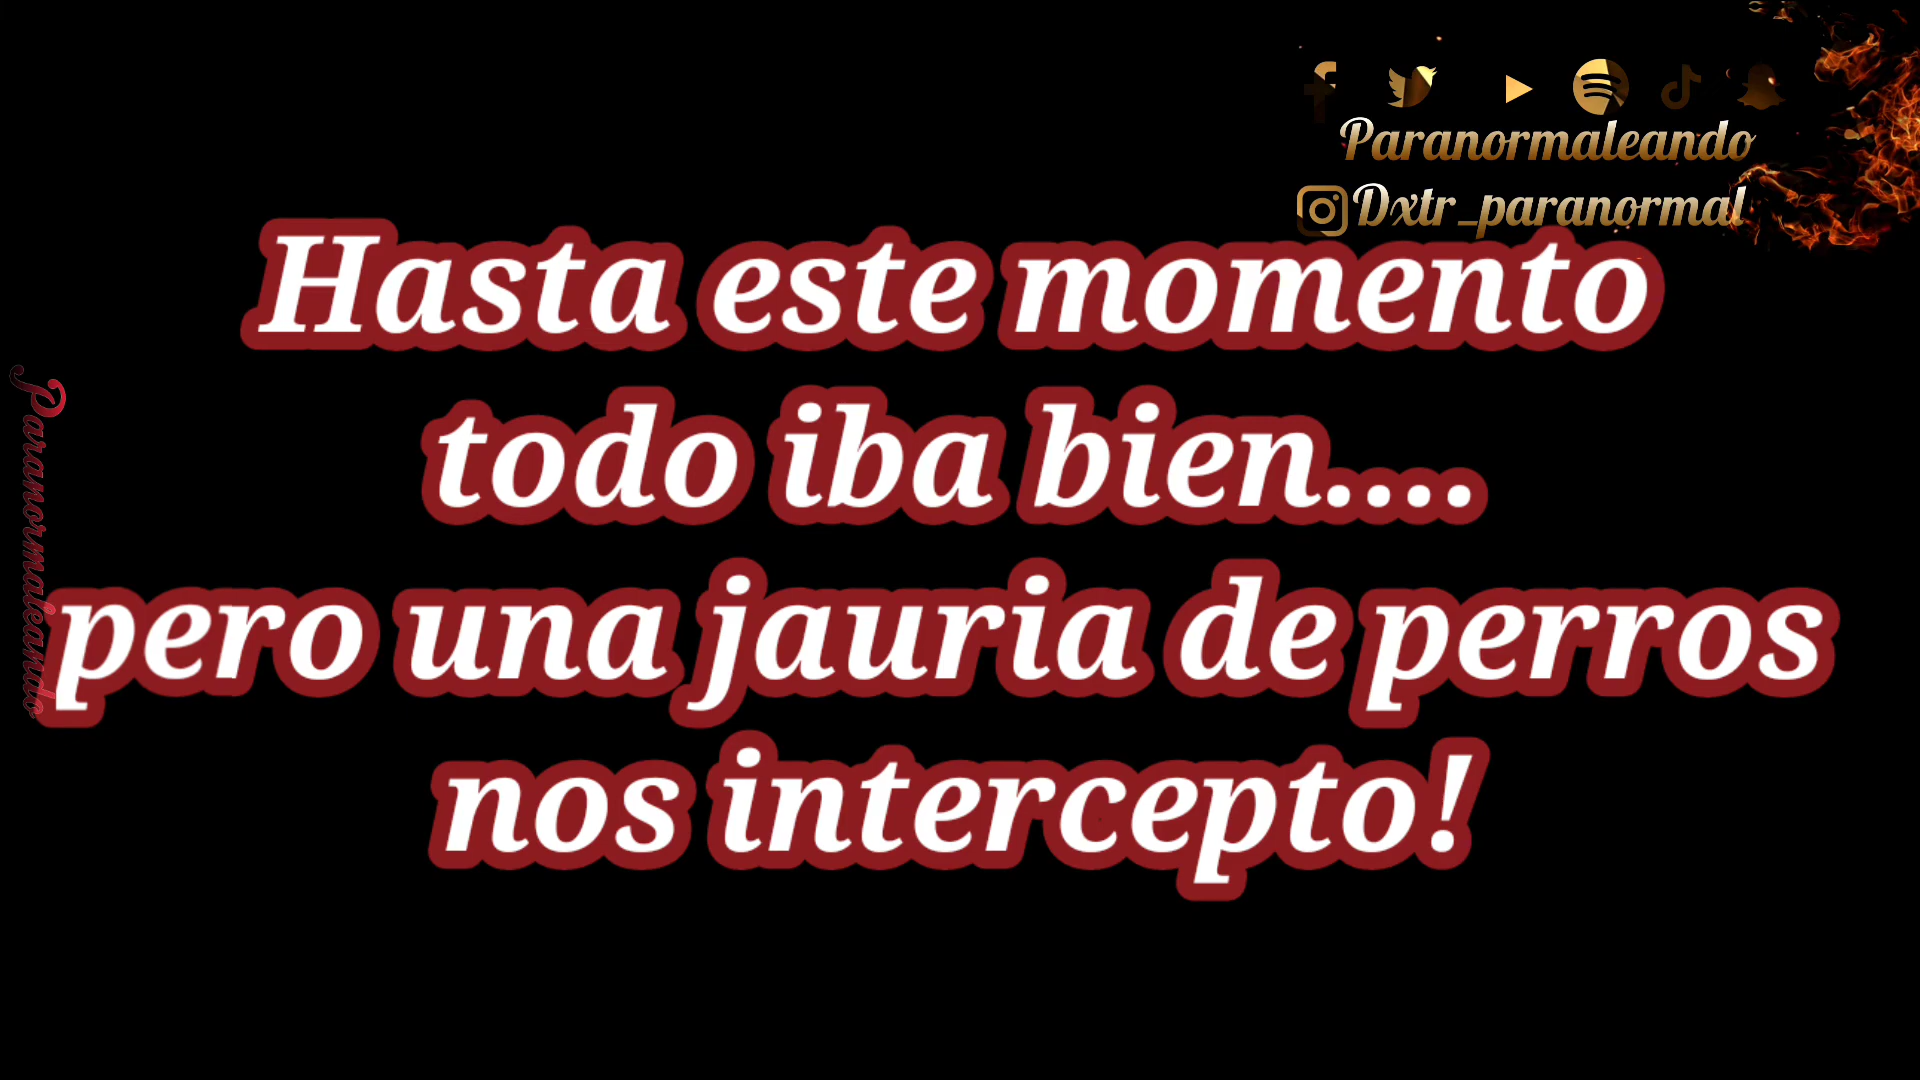 Paranormaleando
Dxtr_paranormal
Hasta este momento
todo iba bien....
pero una jauria de perros
nos intercepto!
Paranormaleando